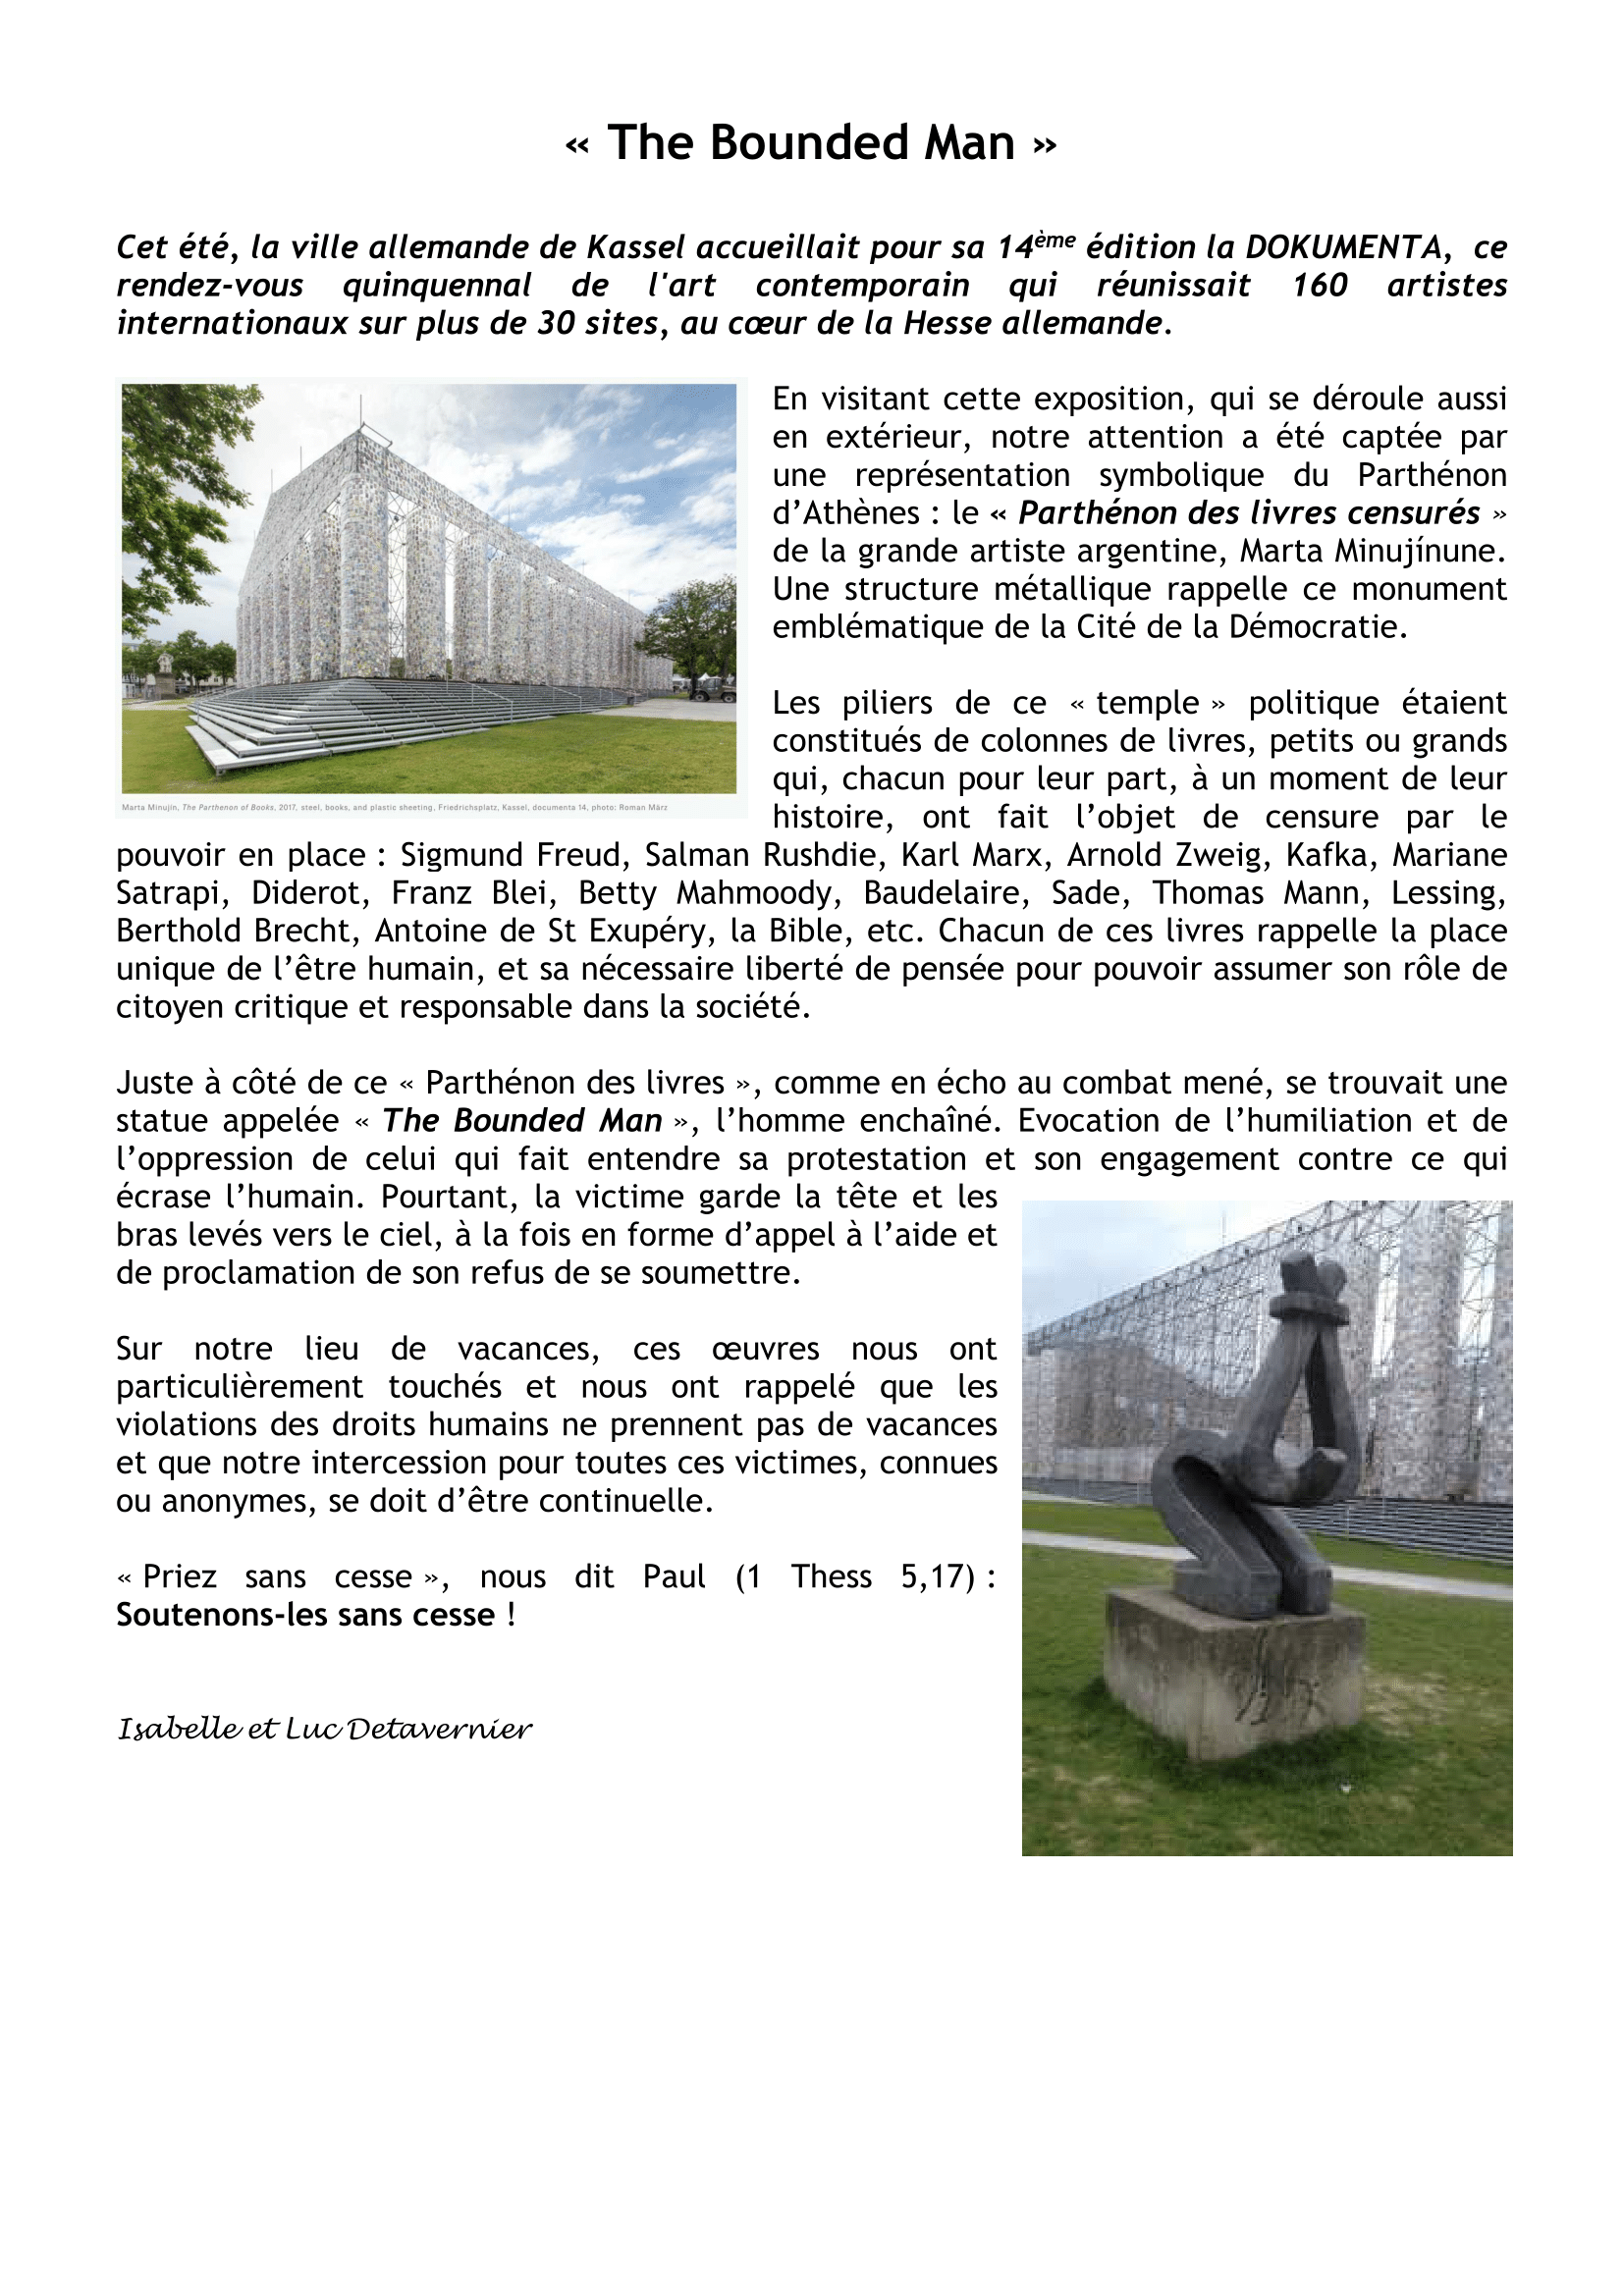 « The Bounded Man »
Cet été, la ville allemande de Kassel accueillait pour sa 14ème édition la DOKUMENTA, ce
rendez-vous quinquennal de l'art contemporain qui réunissait 160 artistes
internationaux sur plus de 30 sites, au cœur de la Hesse allemande.
En visitant cette exposition, qui se déroule aussi
en extérieur, notre attention a été captée par
une représentation symbolique du Parthénon
d’Athènes : le « Parthénon des livres censurés »
de la grande artiste argentine, Marta Minujínune.
Une structure métallique rappelle ce monument
emblématique de la Cité de la Démocratie.
Marta Minujín, The Parthenon of Books, 2017, steel, books, and plastic sheeting, Friedrichsplatz, Kassel, documenta 14, photo: Roman März
Les piliers de ce « temple » politique étaient
constitués de colonnes de livres, petits ou grands
qui, chacun pour leur part, à un moment de leur
histoire, ont fait l’objet de censure par le
pouvoir en place : Sigmund Freud, Salman Rushdie, Karl Marx, Arnold Zweig, Kafka, Mariane
Satrapi, Diderot, Franz Blei, Betty Mahmoody, Baudelaire, Sade, Thomas Mann, Lessing,
Berthold Brecht, Antoine de St Exupéry, la Bible, etc. Chacun de ces livres rappelle la place
unique de l’être humain, et sa nécessaire liberté de pensée pour pouvoir assumer son rôle de
citoyen critique et responsable dans la société.
Juste à côté de ce « Parthénon des livres », comme en écho au combat mené, se trouvait une
statue appelée « The Bounded Man », l’homme enchaîné. Evocation de l’humiliation et de
l’oppression de celui qui fait entendre sa protestation et son engagement contre ce qui
écrase l’humain. Pourtant, la victime garde la tête et les
bras levés vers le ciel, à la fois en forme d’appel à l’aide et
de proclamation de son refus de se soumettre.
Sur notre lieu de vacances, ces œuvres nous ont
particulièrement touchés et nous ont rappelé que les
violations des droits humains ne prennent pas de vacances
et que notre intercession pour toutes ces victimes, connues
ou anonymes, se doit d’être continuelle.
« Priez sans cesse », nous dit Paul (1 Thess 5,17) :
Soutenons-les sans cesse !
Isabelle et Luc Detavernier